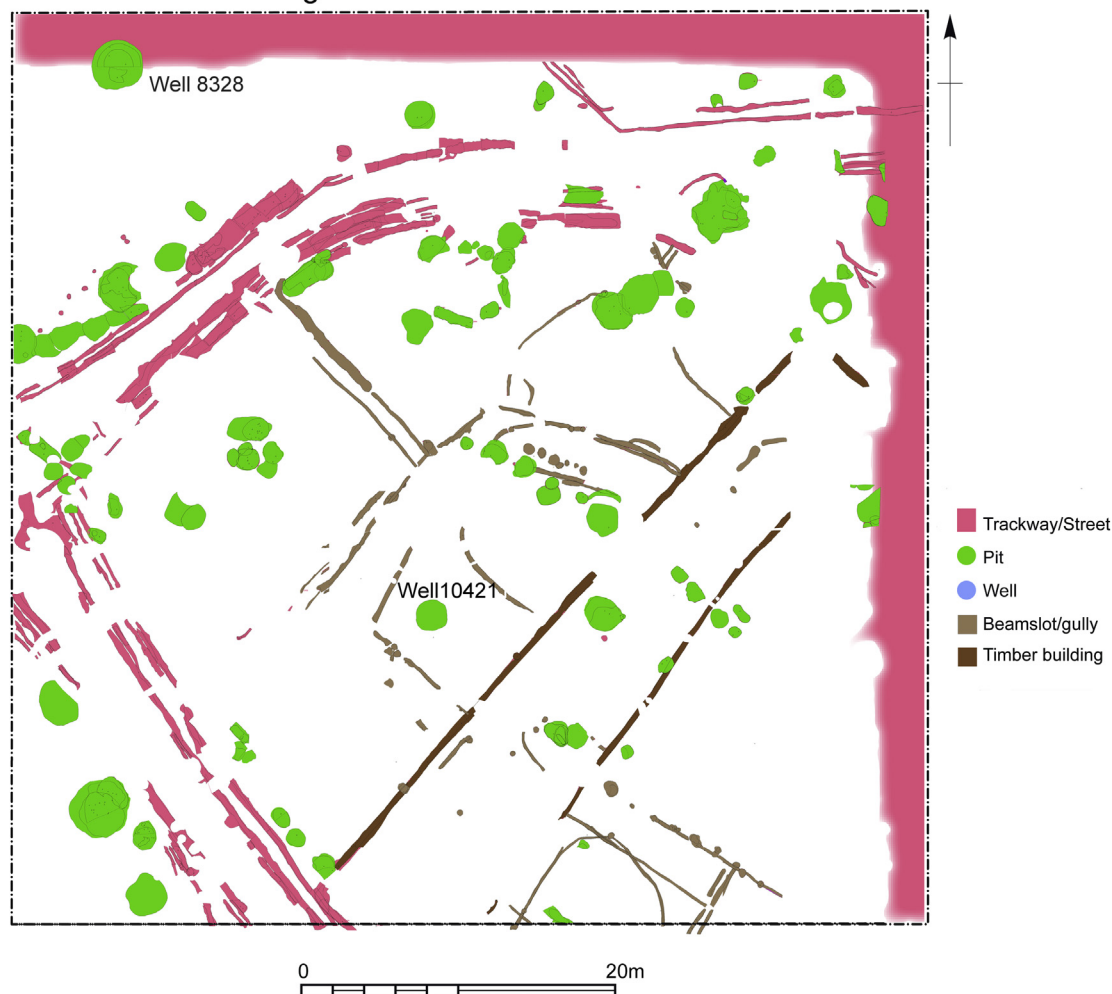 Well 8328
Well10421
Trackway/Street
Pit
Well
Beamslot/gully
Timber building
0 20m